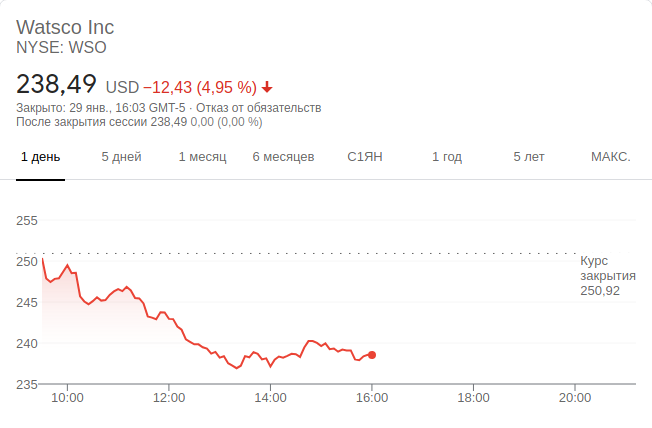 Watsco Inc
NYSE: WSO
238,49 USD −12,43 (4,95 %)
Закрыто: 29 янв., 16:03 GMT-5 · Отказ от обязательств
После закрытия сессии 238,49 0,00 (0,00 %)
1 день 5 дней 1 месяц 6 месяцев С1ЯН 1 год 5 лет МАКС.
255
250
245
240
235
Курс
закрытия
250,92
10:00 12:00 14:00 16:00 18:00 20:00